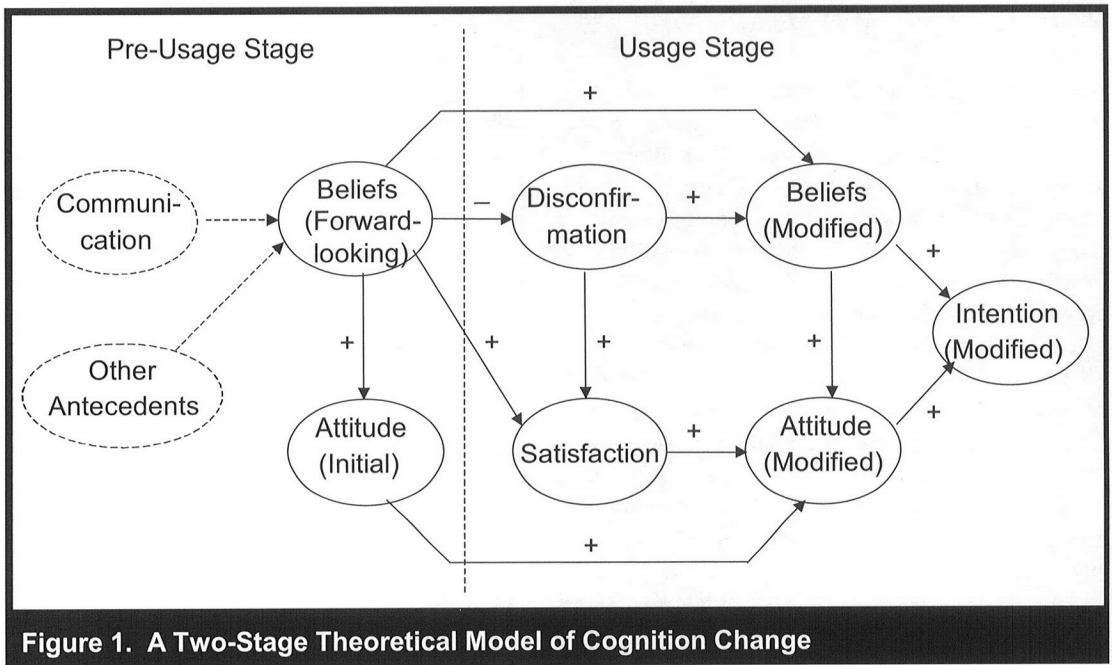 Pre-Usage Stage
Usage Stage
+
Communi-
cation
Beliefs
(Forward-
looking)
–
Disconfir-
mation
+
Beliefs
(Modified)
+
Intention
(Modified)
Other
Antecedents
+
+
+
+
Attitude
(Initial)
Satisfaction
+
Attitude
(Modified)
+
+
Figure 1. A Two-Stage Theoretical Model of Cognition Change